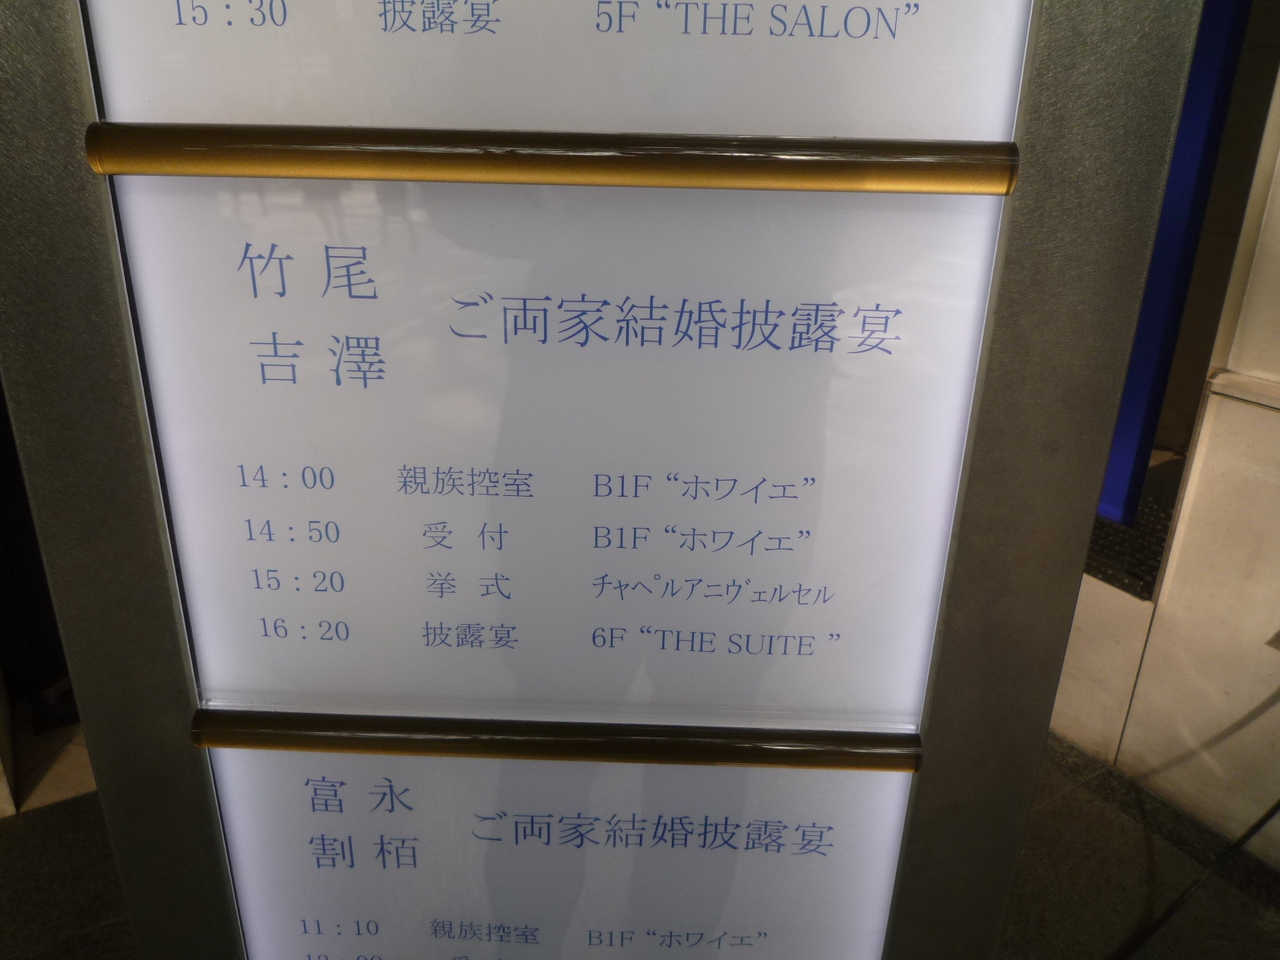 15：30 披露宴 5F “THE SALON”
竹尾
吉澤
ご両家結婚披露宴
14：00 親族控室 B1F “ホワイエ”
14：50 受付 B1F “ホワイエ”
15：20 挙式 チャペルアニヴェルセル
16：20 披露宴 6F “THE SUITE ”
富永
割栢
ご両家結婚披露宴
11：10 親族控室 B1F “ホワイエ”